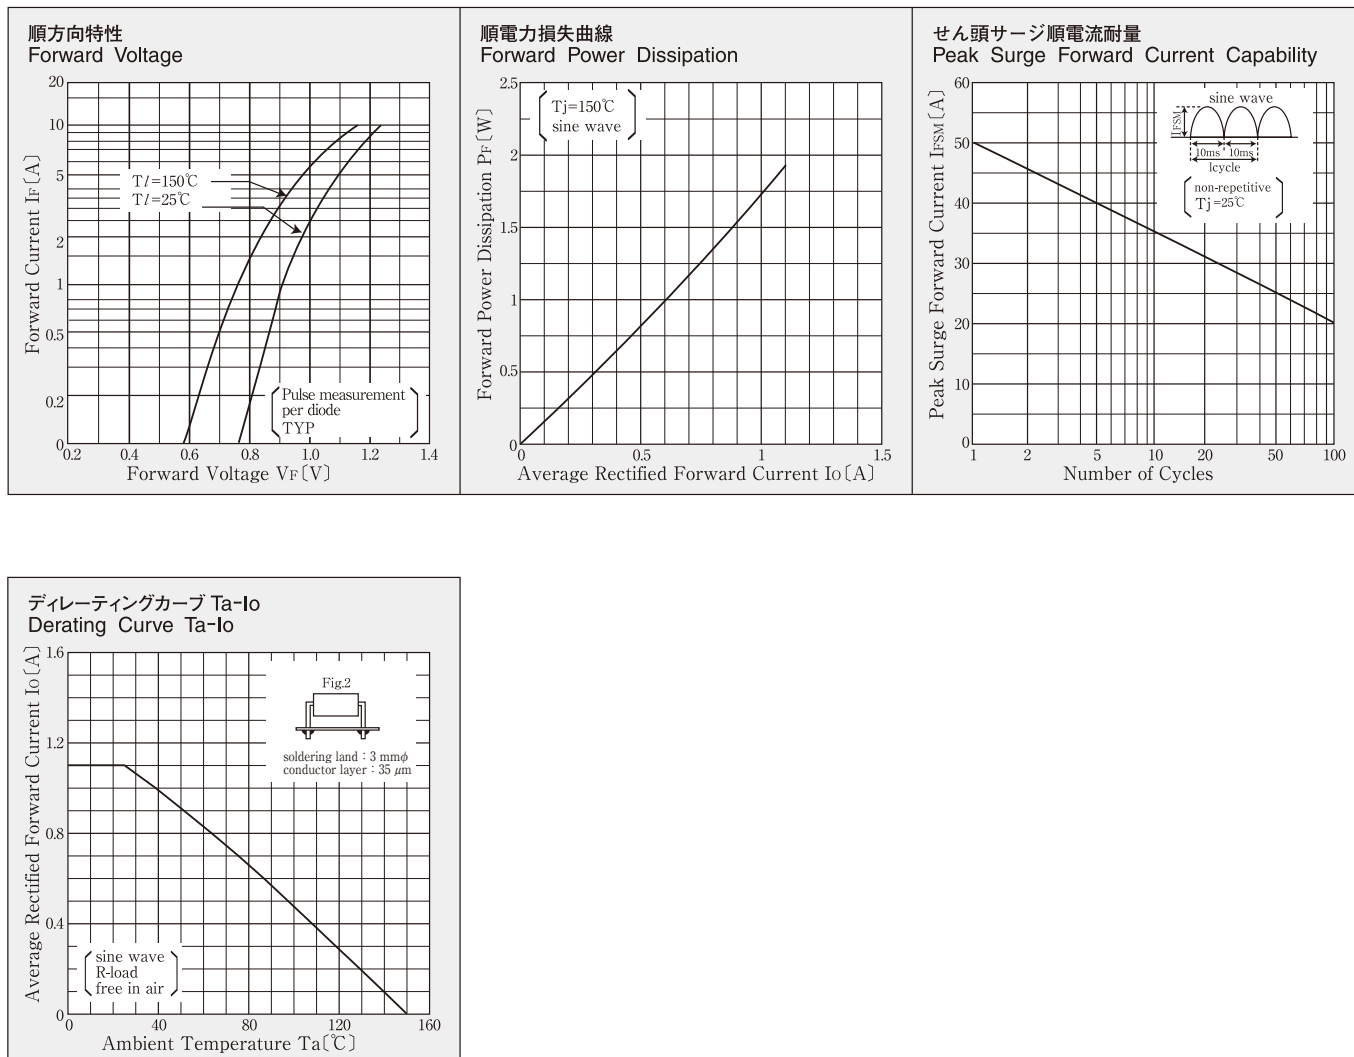 順方向特性
Forward Voltage
Forward Current IF〔A〕
20
10
5
2
1
0.5
0.2
0
Tl=150℃
Tl=25℃
Pulse measurement
per diode
TYP
0.2 0.4 0.6 0.8 1.0 1.2 1.4
Forward Voltage VF〔V〕
順電力損失曲線
Forward Power Dissipation
Forward Power Dissipation PF〔W〕
2.5
2
1.5
1
0.5
0
Tj=150℃
sine wave
0 0.5 1 1.5
Average Rectified Forward Current IO〔A〕
せん頭サージ順電流耐量
Peak Surge Forward Current Capability
Peak Surge Forward Current IFSM〔A〕
60
50
40
30
20
10
0
sine wave
IFSM
10ms 10ms
1cycle
non-repetitive
Tj=25℃
1 2 5 10 20 50 100
Number of Cycles
ディレーティングカーブ Ta-Io
Derating Curve Ta-Io
Average Rectified Forward Current IO〔A〕
1.6
1.2
0.8
0.4
0
Fig.2
soldering land : 3 mmφ
conductor layer : 35 μm
sine wave
R-load
free in air
0 40 80 120 160
Ambient Temperature Ta〔℃〕